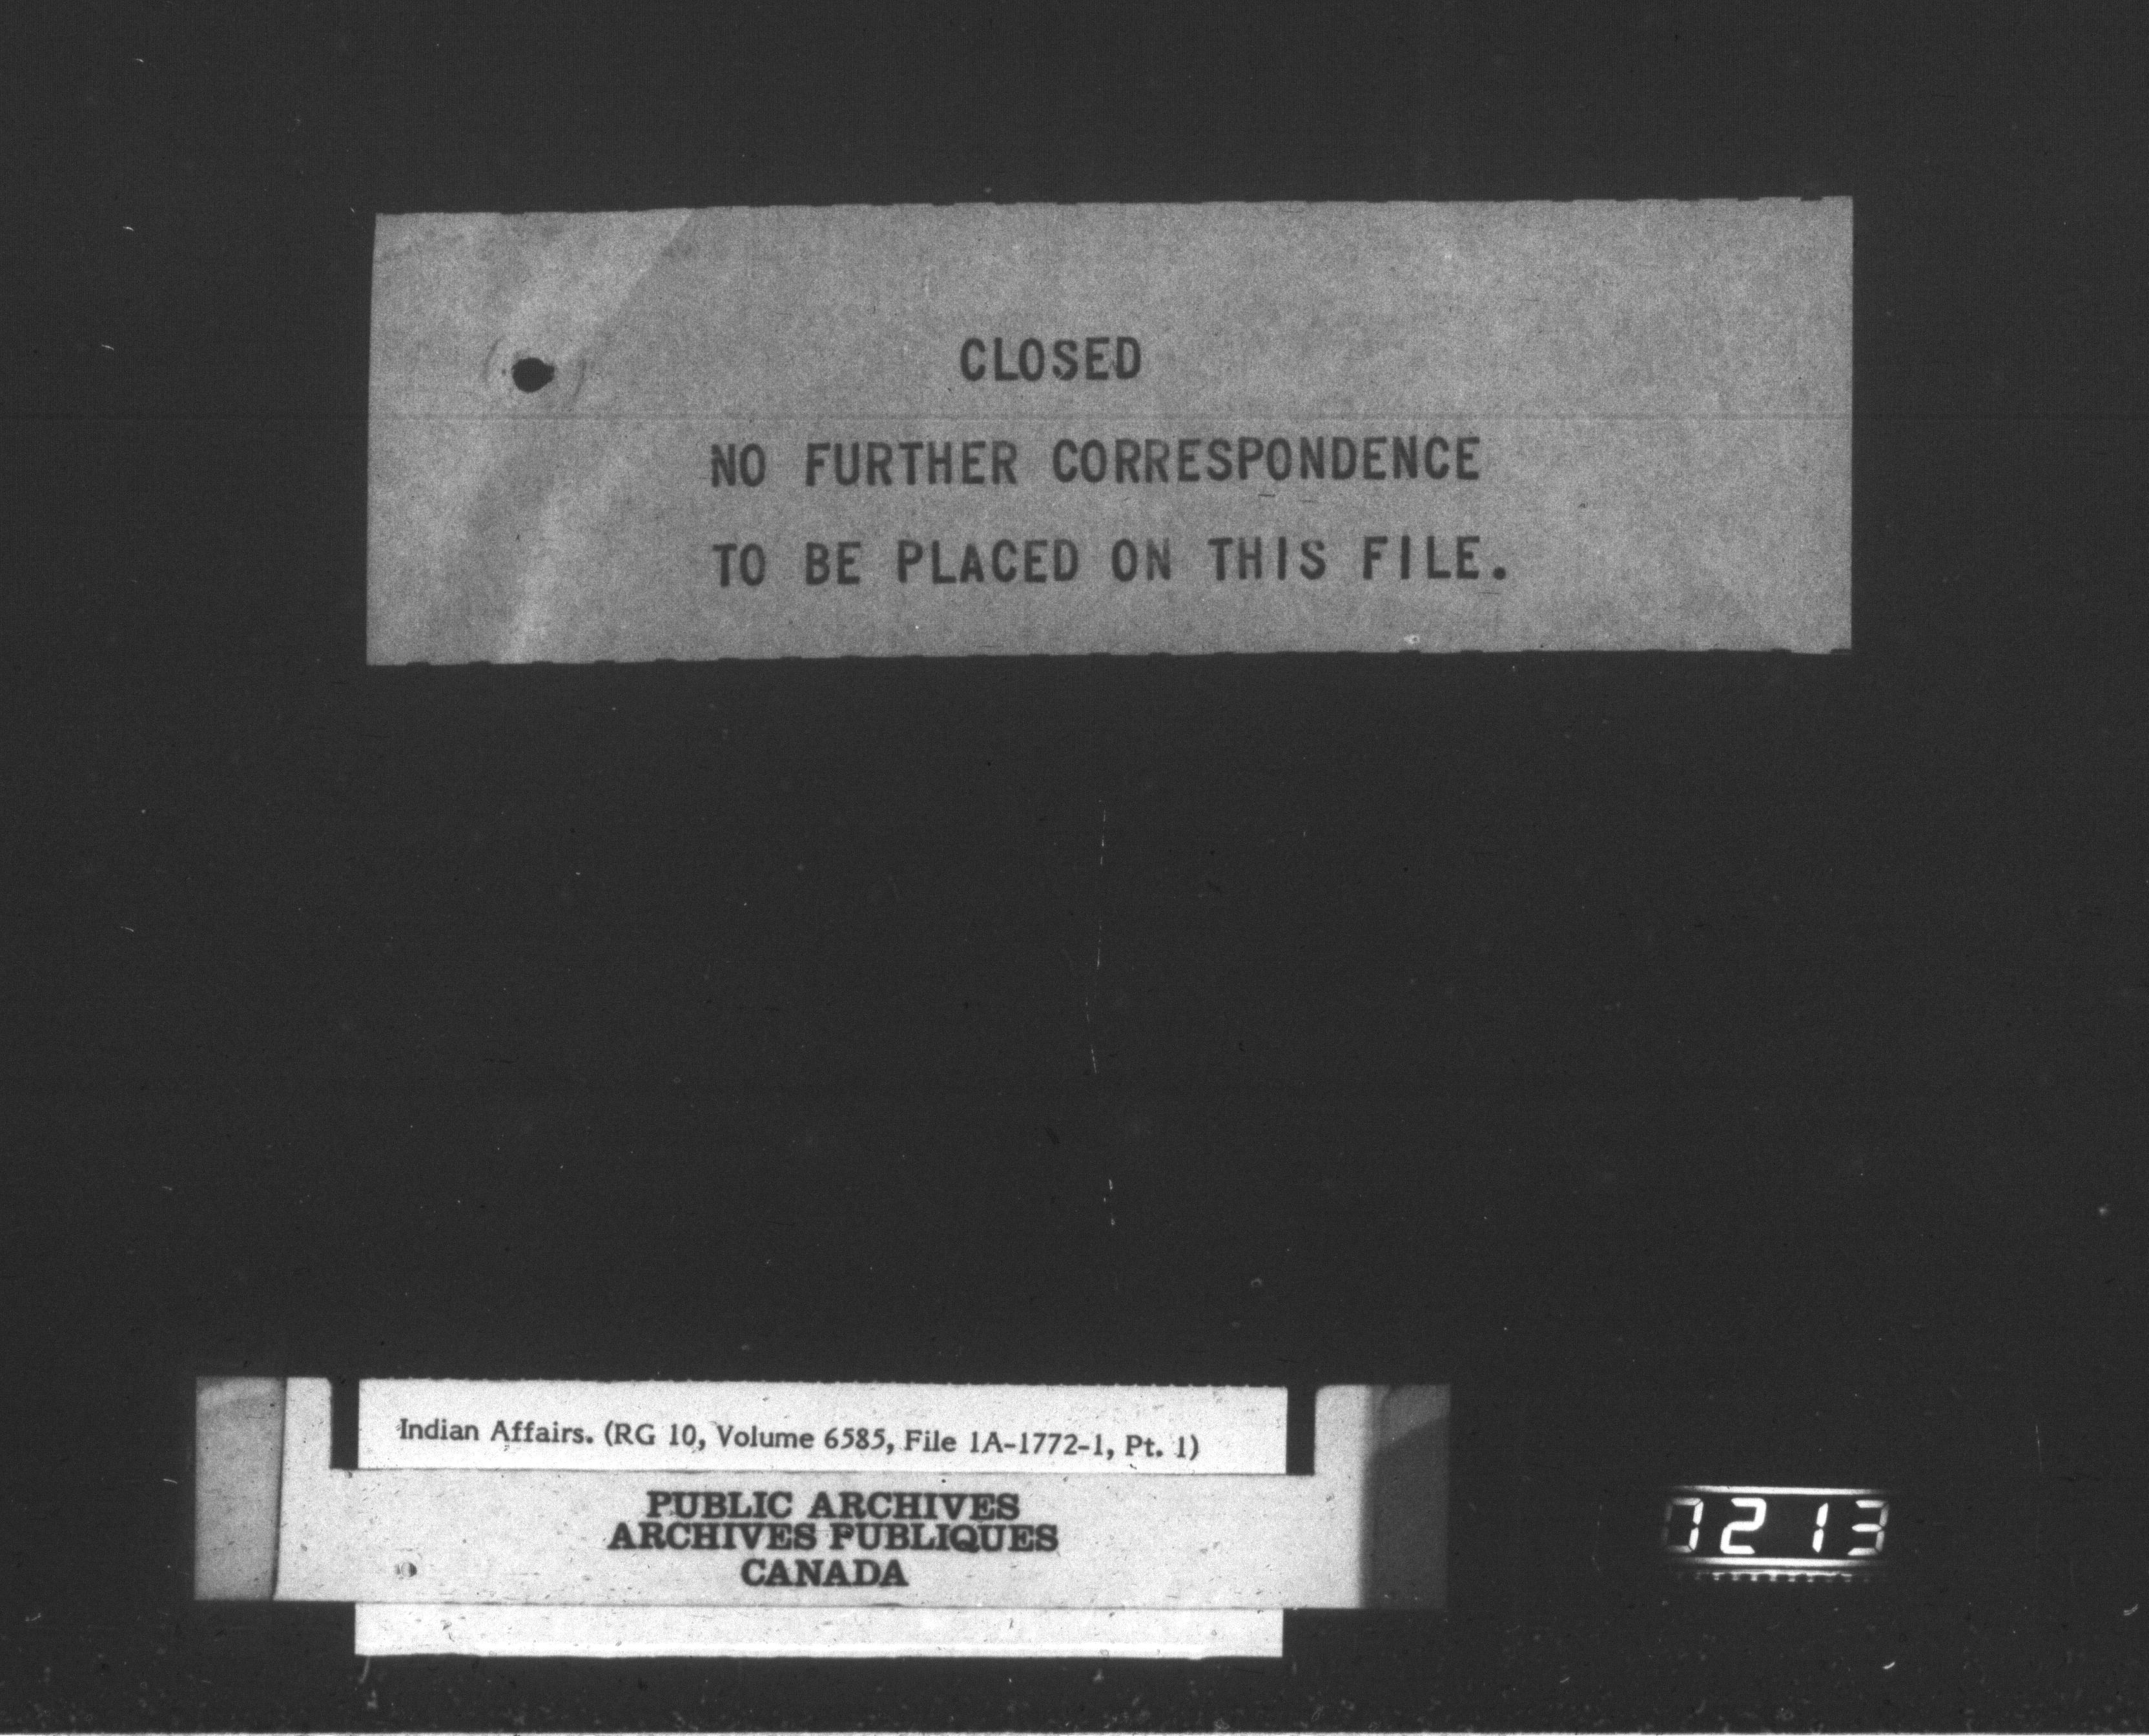 CLOSED
NO FURTHER CORRESPONDENCE
TO BE PLACED ON THIS FILE.
Indian Affairs. (RG 10, Volume 6585, File 1A-1772-1, Pt. 1)
PUBLIC ARCHIVES
ARCHIVES PUBLIQUES
CANADA